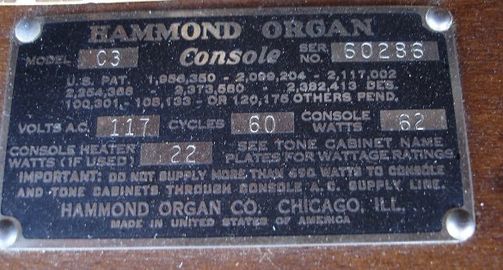 HAMMOND ORGAN
MODEL C3 Console SER. NO. 60286
U.S. PAT. 1,956,350 - 2,099,204 - 2,117,002
2,254,368 - 2,373,560 - 2,382,413 DES.
100,301 - 105,133 - OR 120,175 OTHERS PEND.
VOLTS A.C. 117 CYCLES 60 CONSOLE WATTS 62
CONSOLE HEATER WATTS (IF USED) 22 SEE TONE CABINET NAME PLATES FOR WATTAGE RATINGS
IMPORTANT: DO NOT SUPPLY MORE THAN 690 WATTS TO CONSOLE
AND TONE CABINETS THROUGH CONSOLE A.C. SUPPLY LINE.
HAMMOND ORGAN CO. CHICAGO, ILL.
MADE IN UNITED STATES OF AMERICA